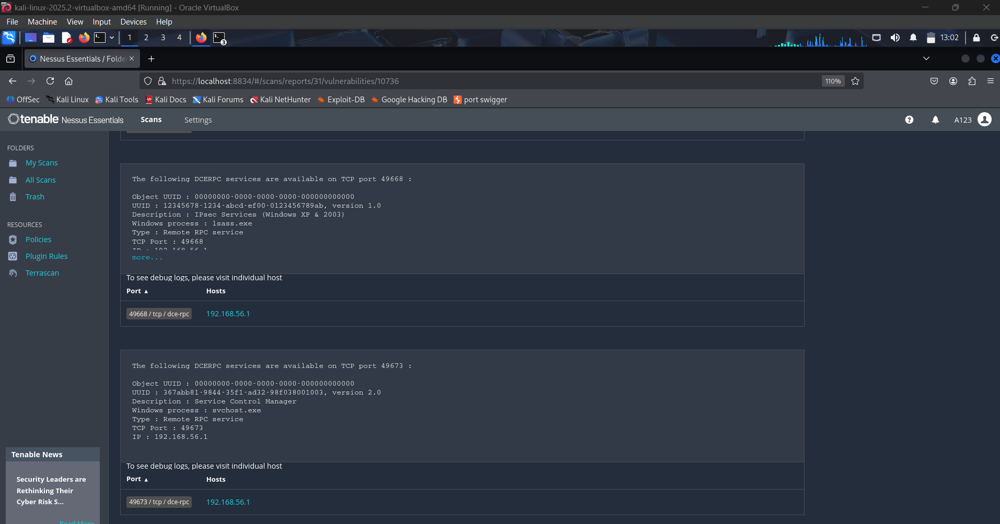 kali-linux-2025.2-virtualbox-amd64 [Running] - Oracle VirtualBox
File Machine View Input Devices Help
1 2 3 4 3 13:02
Nessus Essentials / Folde
https://localhost:8834/#/scans/reports/31/vulnerabilities/10736 110%
OffSec Kali Linux Kali Tools Kali Docs Kali Forums Kali NetHunter Exploit-DB Google Hacking DB port swigger
tenable Nessus Essentials Scans Settings A123
FOLDERS
My Scans
All Scans
Trash
RESOURCES
Policies
Plugin Rules
Terrascan
Tenable News
Security Leaders are
Rethinking Their
Cyber Risk S...
Read More
The following DCERPC services are available on TCP port 49668 :
Object UUID : 00000000-0000-0000-0000-000000000000
UUID : 12345678-1234-abcd-ef00-0123456789ab, version 1.0
Description : IPsec Services (Windows XP & 2003)
Windows process : lsass.exe
Type : Remote RPC service
TCP Port : 49668
IP : 192.168.56.1
more...
To see debug logs, please visit individual host
Port ▲ Hosts
49668 / tcp / dce-rpc 192.168.56.1
The following DCERPC services are available on TCP port 49673 :
Object UUID : 00000000-0000-0000-0000-000000000000
UUID : 367abb81-9844-35f1-ad32-98f038001003, version 2.0
Description : Service Control Manager
Windows process : svchost.exe
Type : Remote RPC service
TCP Port : 49673
IP : 192.168.56.1
To see debug logs, please visit individual host
Port ▲ Hosts
49673 / tcp / dce-rpc 192.168.56.1